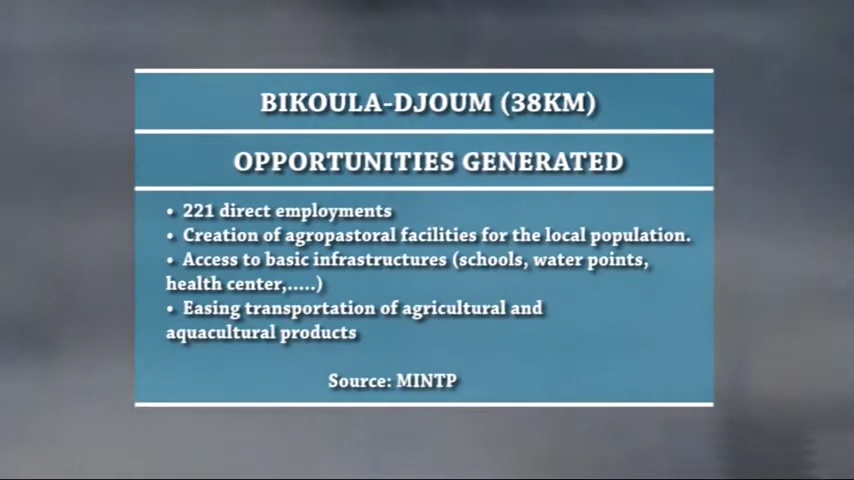 BIKOULA-DJOUM (38KM)
OPPORTUNITIES GENERATED
• 221 direct employments
• Creation of agropastoral facilities for the local population.
• Access to basic infrastructures (schools, water points,
health center,.....)
• Easing transportation of agricultural and
aquacultural products
Source: MINTP